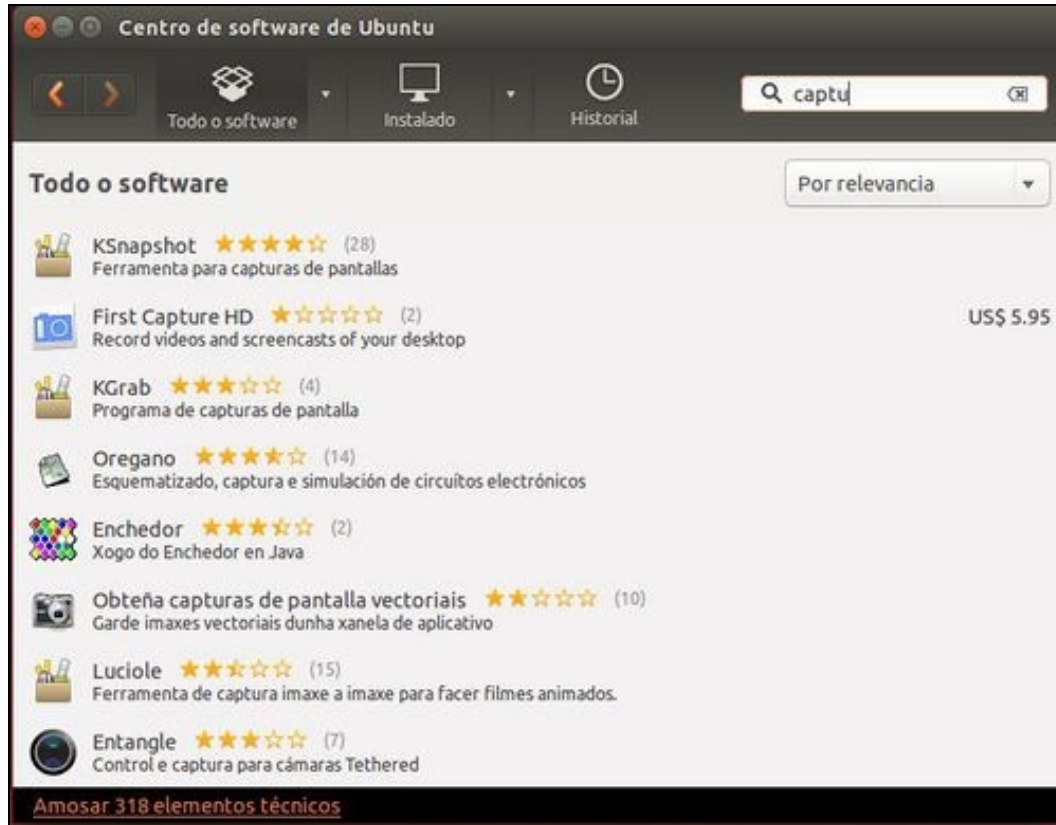 Centro de software de Ubuntu
Todo o software
Instalado
Historial
captu
Todo o software
Por relevancia
KSnapshot (28)
Ferramenta para capturas de pantallas
First Capture HD (2)
US$ 5.95
Record videos and screencasts of your desktop
KGrab (4)
Programa de capturas de pantalla
Oregano (14)
Esquematizado, captura e simulación de circuítos electrónicos
Enchedor (2)
Xogo do Enchedor en Java
Obteña capturas de pantalla vectoriais (10)
Garde imaxes vectoriais dunha xanela de aplicativo
Luciole (15)
Ferramenta de captura imaxe a imaxe para facer filmes animados.
Entangle (7)
Control e captura para cámaras Tethered
Amosar 318 elementos técnicos